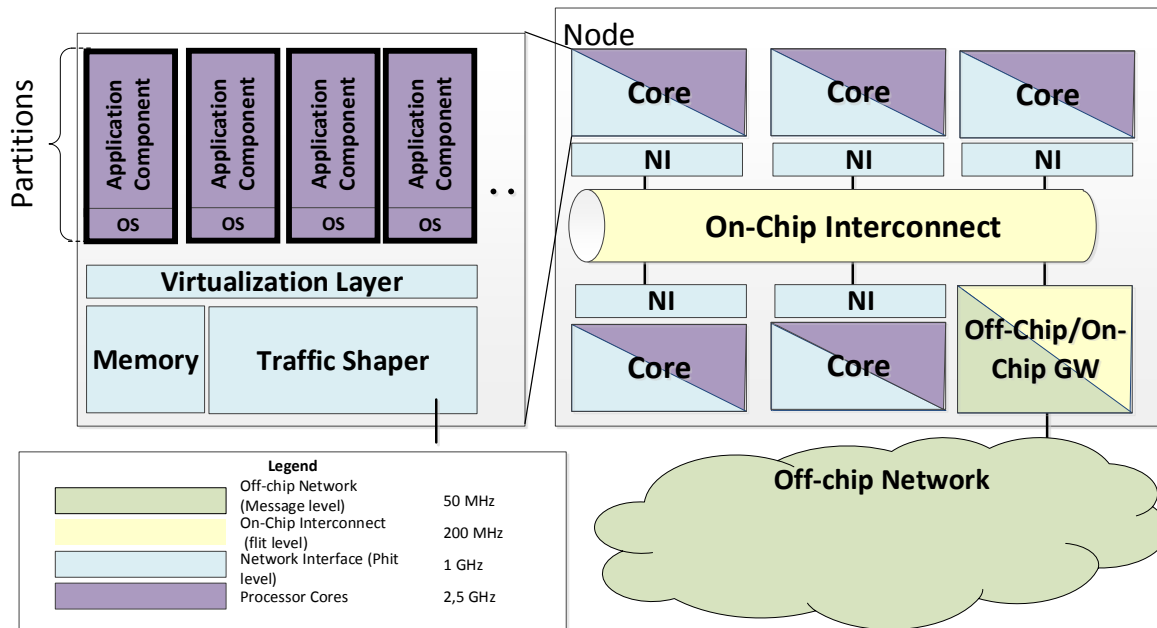 Partitions
Application
Component
OS
Application
Component
OS
Application
Component
OS
Application
Component
OS
. .
Virtualization Layer
Memory
Traffic Shaper
Node
Core
Core
Core
NI
NI
NI
On-Chip Interconnect
NI
NI
Core
Core
Off-Chip/On-
Chip GW
Off-chip Network
Legend
Off-chip Network
(Message level)
50 MHz
On-Chip Interconnect
(flit level)
200 MHz
Network Interface (Phit
level)
1 GHz
Processor Cores
2,5 GHz